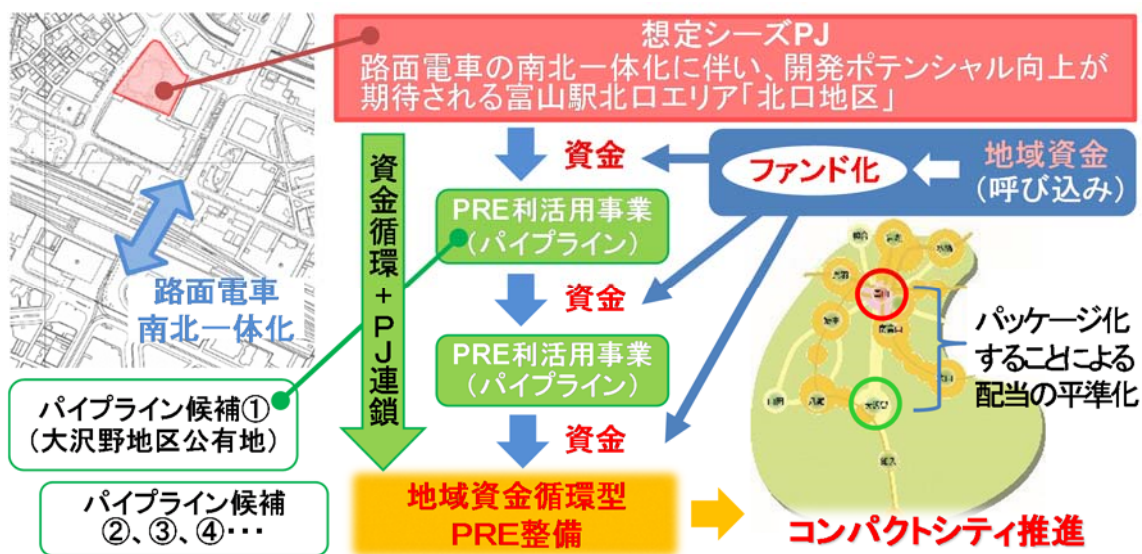 想定シーズPJ
路面電車の南北一体化に伴い、開発ポテンシャル向上が
期待される富山駅北口エリア「北口地区」
資金循環+PJ連鎖
資金
ファンド化
地域資金
(呼び込み)
PRE利活用事業
(パイプライン)
資金
PRE利活用事業
(パイプライン)
資金
路面電車
南北一体化
パイプライン候補①
(大沢野地区公有地)
パイプライン候補
②、③、④・・・
地域資金循環型
PRE整備
パッケージ化
することによる
配当の平準化
コンパクトシティ推進